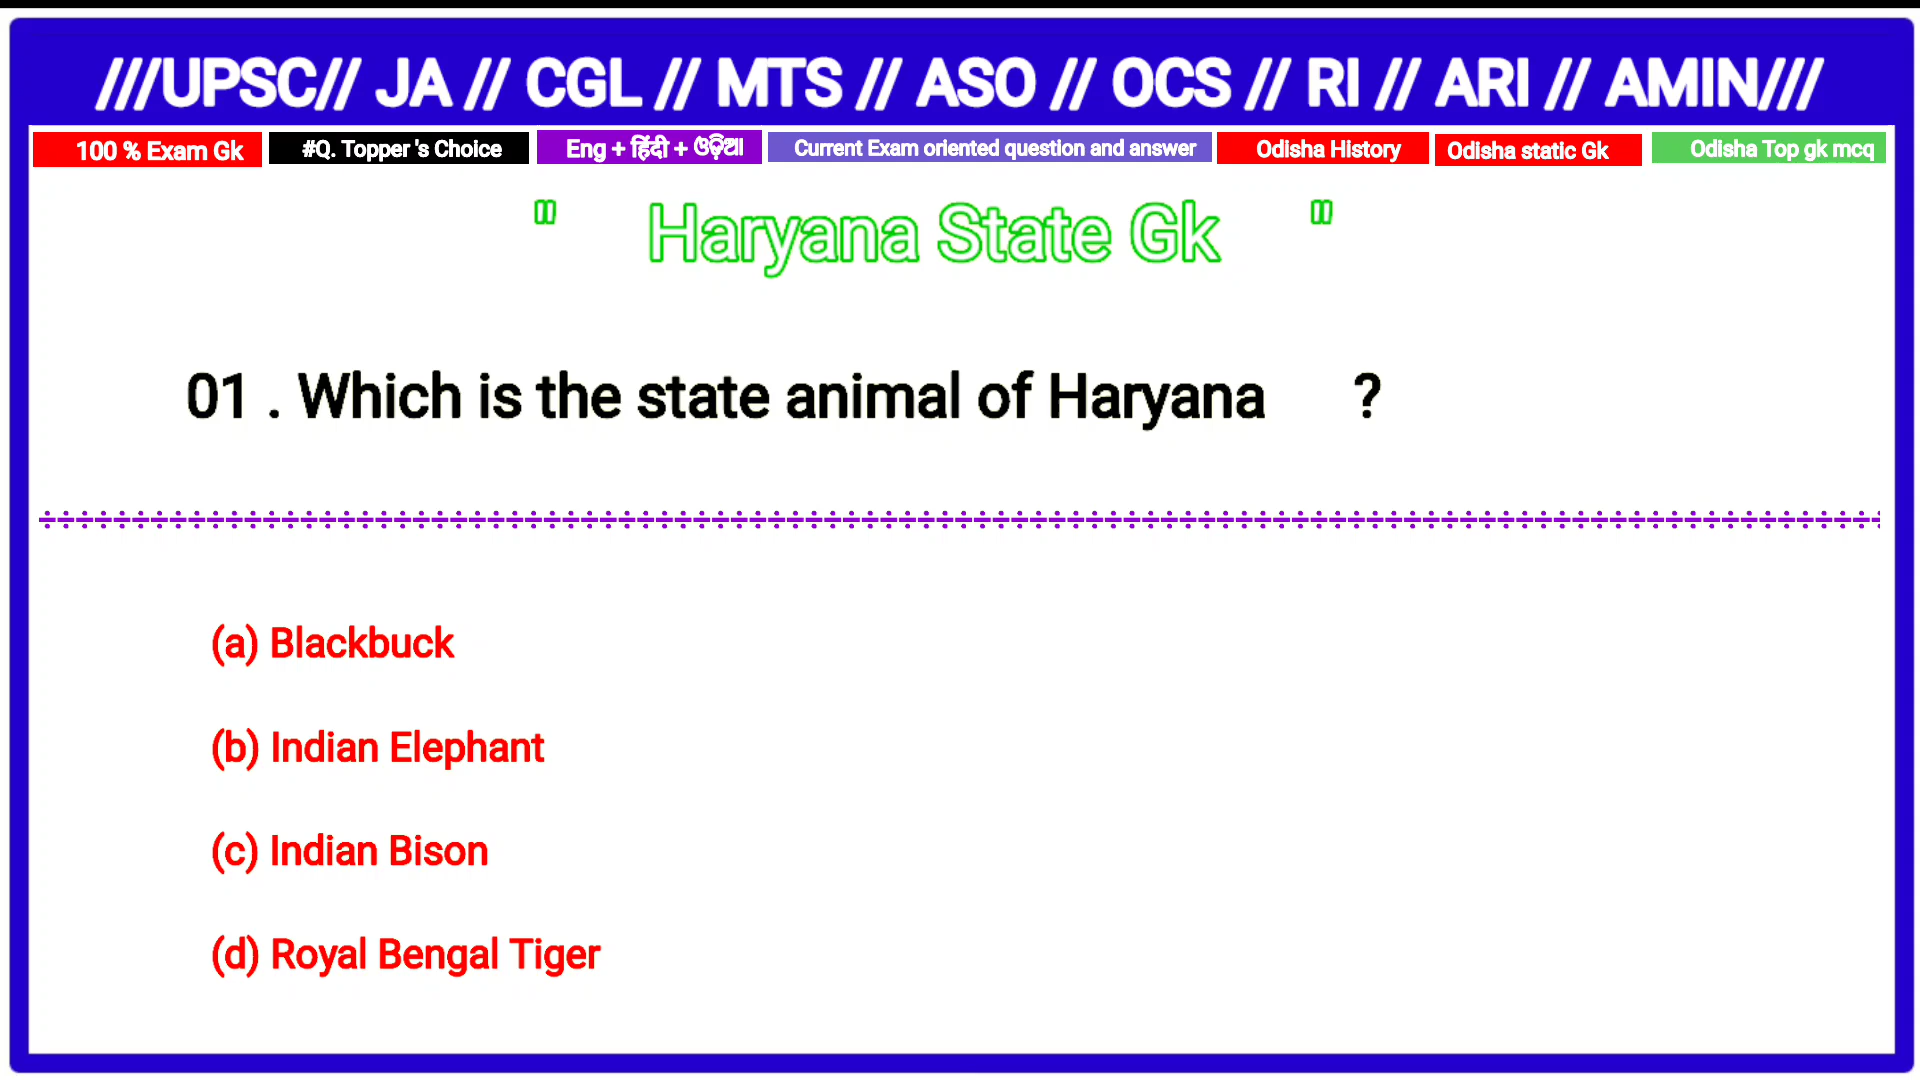 ///UPSC// JA // CGL // MTS // ASO // OCS // RI // ARI // AMIN///
100 % Exam Gk #Q. Topper 's Choice Eng + हिंदी + ଓଡ଼ିଆ Current Exam oriented question and answer Odisha History Odisha static Gk Odisha Top gk mcq
" Haryana State Gk "
01 . Which is the state animal of Haryana ?
(a) Blackbuck
(b) Indian Elephant
(c) Indian Bison
(d) Royal Bengal Tiger